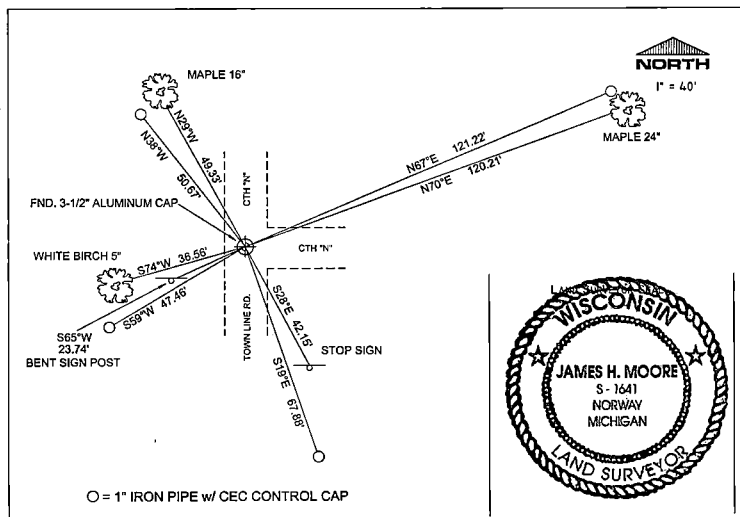 MAPLE 16"
NORTH
1" = 40'
N29°W 49.33'
N38°W 50.67'
N67°E 121.22'
N70°E 120.21'
MAPLE 24"
FND. 3-1/2" ALUMINUM CAP
CTH "N"
CTH "N"
WHITE BIRCH 5"
S74°W 36.56'
S59°W 47.46'
S65°W
23.74'
BENT SIGN POST
TOWN LINE RD.
S28°E 42.15'
STOP SIGN
S19°E 67.88'
= 1" IRON PIPE w/ CEC CONTROL CAP
WISCONSIN
JAMES H. MOORE
S - 1641
NORWAY
MICHIGAN
LAND SURVEYOR